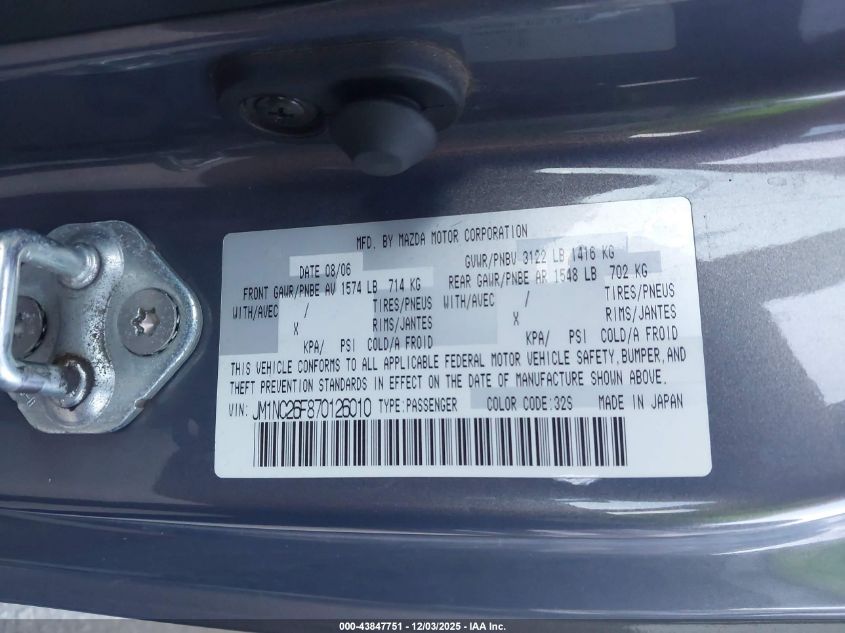 MFD. BY MAZDA MOTOR CORPORATION
DATE 08/06 GVWR/PNBV 3122 LB 1416 KG
FRONT GAWR/PNBE AV 1574 LB 714 KG REAR GAWR/PNBE AR 1548 LB 702 KG
WITH/AVEC / TIRES/PNEUS WITH/AVEC / TIRES/PNEUS
X RIMS/JANTES X RIMS/JANTES
KPA/ PSI COLD/A FROID KPA/ PSI COLD/A FROID
THIS VEHICLE CONFORMS TO ALL APPLICABLE FEDERAL MOTOR VEHICLE SAFETY, BUMPER, AND
THEFT PREVENTION STANDARDS IN EFFECT ON THE DATE OF MANUFACTURE SHOWN ABOVE.
VIN: JM1NC26F870126010 TYPE:PASSENGER COLOR CODE:32S MADE IN JAPAN
000-43847751 - 12/03/2025 - IAA Inc.